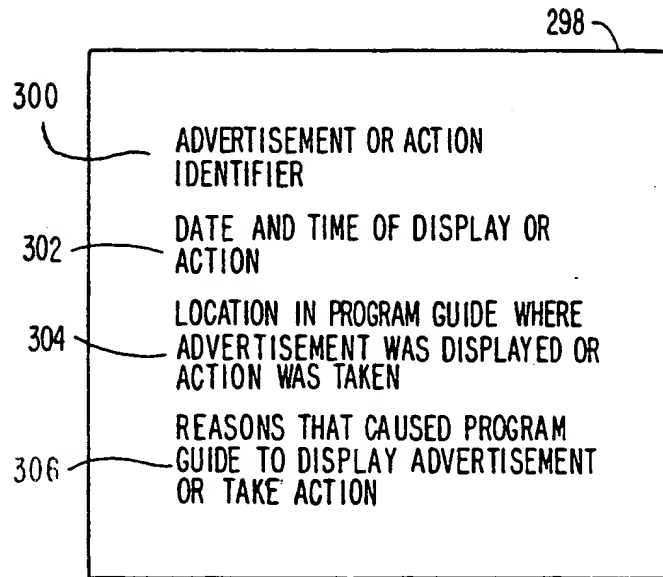 298
300
ADVERTISEMENT OR ACTION
IDENTIFIER
302
DATE AND TIME OF DISPLAY OR
ACTION
304
LOCATION IN PROGRAM GUIDE WHERE
ADVERTISEMENT WAS DISPLAYED OR
ACTION WAS TAKEN
306
REASONS THAT CAUSED PROGRAM
GUIDE TO DISPLAY ADVERTISEMENT
OR TAKE ACTION